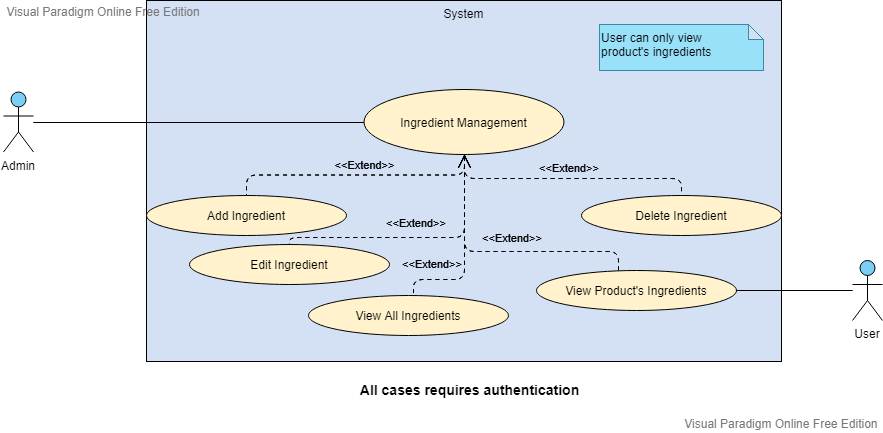 Visual Paradigm Online Free Edition
System
User can only view
product's ingredients
Ingredient Management
Admin
<<Extend>>
<<Extend>>
Add Ingredient
Delete Ingredient
<<Extend>>
<<Extend>>
Edit Ingredient
<<Extend>>
View Product's Ingredients
View All Ingredients
User
All cases requires authentication
Visual Paradigm Online Free Edition